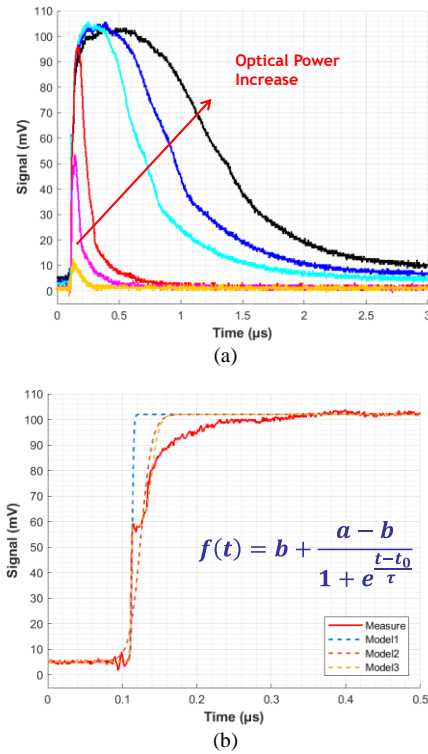 110
100
90
80
70
60
50
40
30
20
10
0
Signal (mV)
Optical Power
Increase
0 0.5 1 1.5 2 2.5 3
Time (µs)
(a)
110
100
90
80
70
60
50
40
30
20
10
0
Signal (mV)
f(t) = b + \frac{a − b}{1 + e^{\frac{t−t_0}{τ}}}
Measure
Model1
Model2
Model3
0 0.1 0.2 0.3 0.4 0.5
Time (µs)
(b)